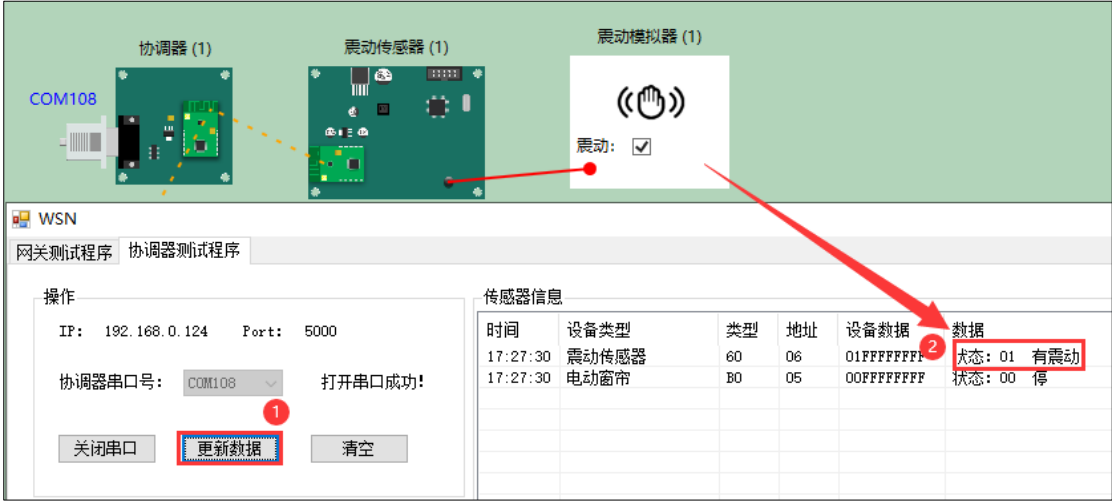 协调器 (1)
震动传感器 (1)
震动模拟器 (1)
COM108
震动:
WSN
网关测试程序
协调器测试程序
操作
IP: 192.168.0.124 Port: 5000
协调器串口号: COM108 打开串口成功!
1
关闭串口 更新数据 清空
传感器信息
时间 设备类型 类型 地址 设备数据 数据
2
17:27:30 震动传感器 60 06 01FFFFFFFF 状态: 01 有震动
17:27:30 电动窗帘 B0 05 00FFFFFFFF 状态: 00 停